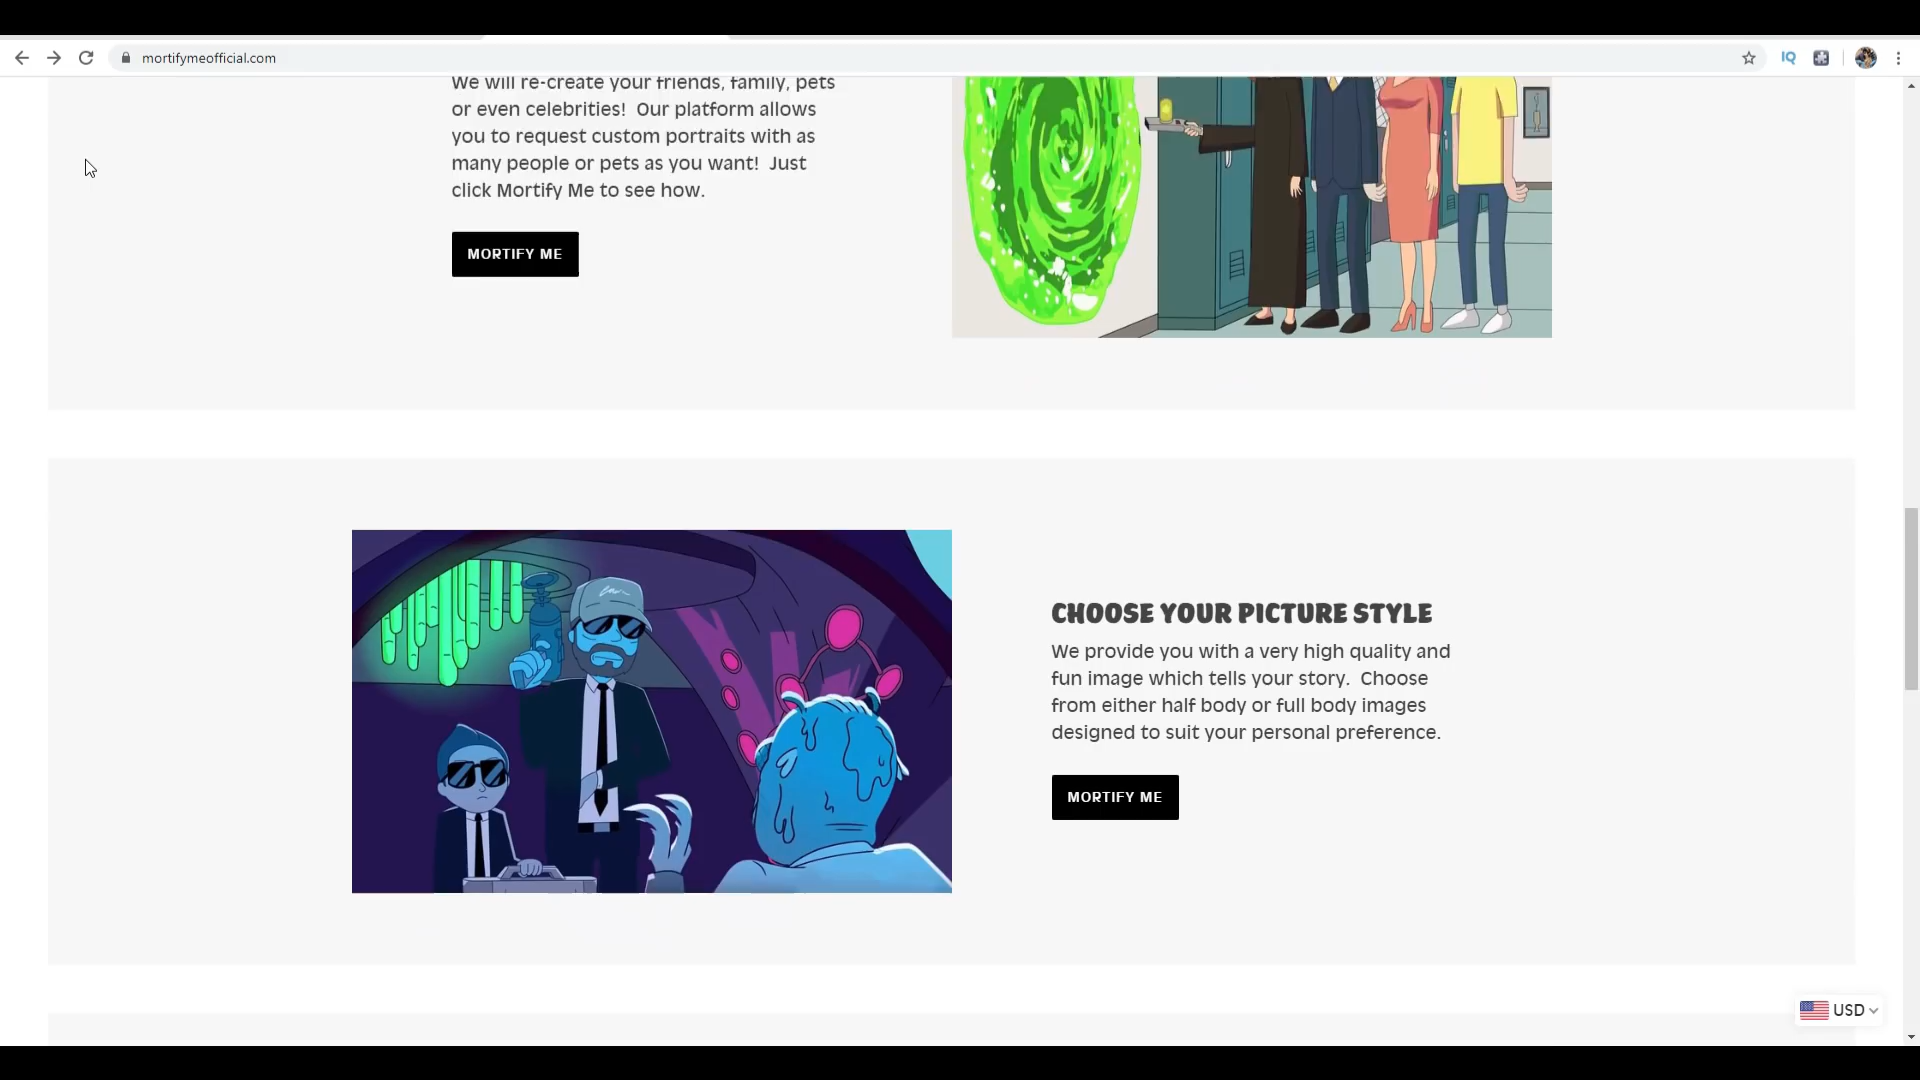 mortifymeofficial.com
IQ
We will re-create your friends, family, pets
or even celebrities!  Our platform allows
you to request custom portraits with as
many people or pets as you want!  Just
click Mortify Me to see how.
MORTIFY ME
CHOOSE YOUR PICTURE STYLE
We provide you with a very high quality and
fun image which tells your story.  Choose
from either half body or full body images
designed to suit your personal preference.
MORTIFY ME
USD